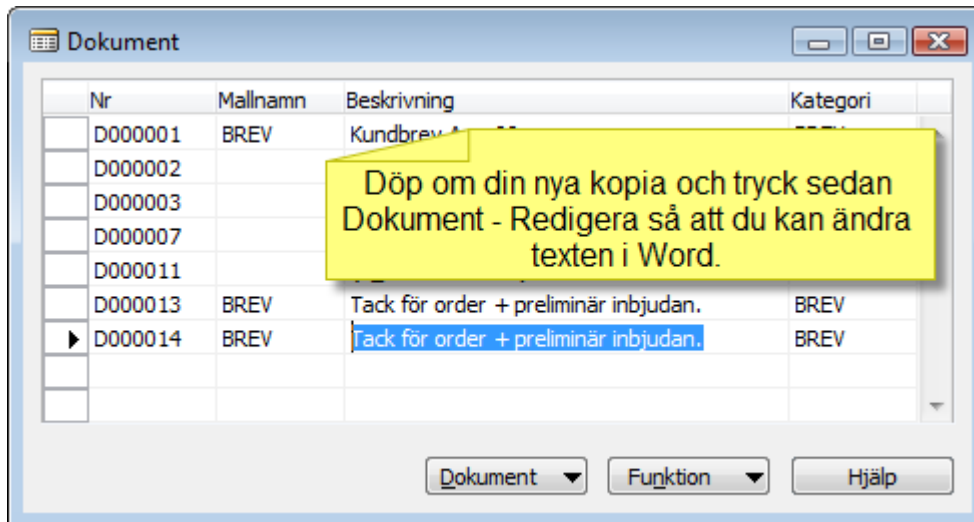 Dokument
Nr Mallnamn Beskrivning Kategori
D000001 BREV Kundbrev
D000002
D000003
D000007
D000011
Döp om din nya kopia och tryck sedan
Dokument - Redigera så att du kan ändra
texten i Word.
D000013 BREV Tack för order + preliminär inbjudan. BREV
D000014 BREV Tack för order + preliminär inbjudan. BREV
Dokument Funktion Hjälp